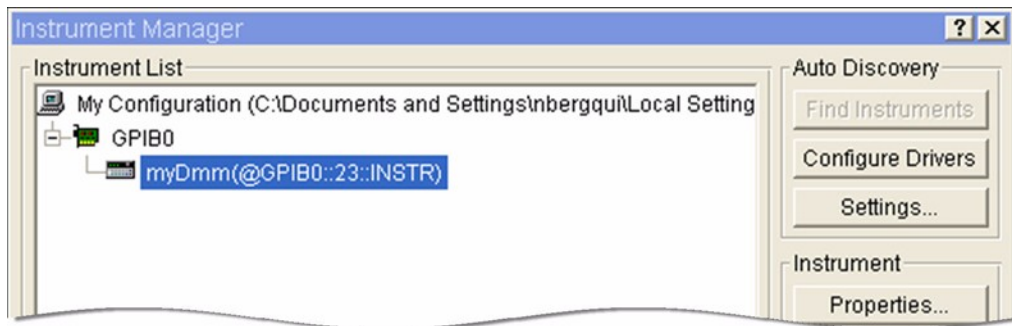 Instrument Manager
Instrument List
My Configuration (C:\Documents and Settings\nbergqui\Local Setting
GPIB0
myDmm(@GPIB0::23::INSTR)
Auto Discovery
Find Instruments
Configure Drivers
Settings...
Instrument
Properties...